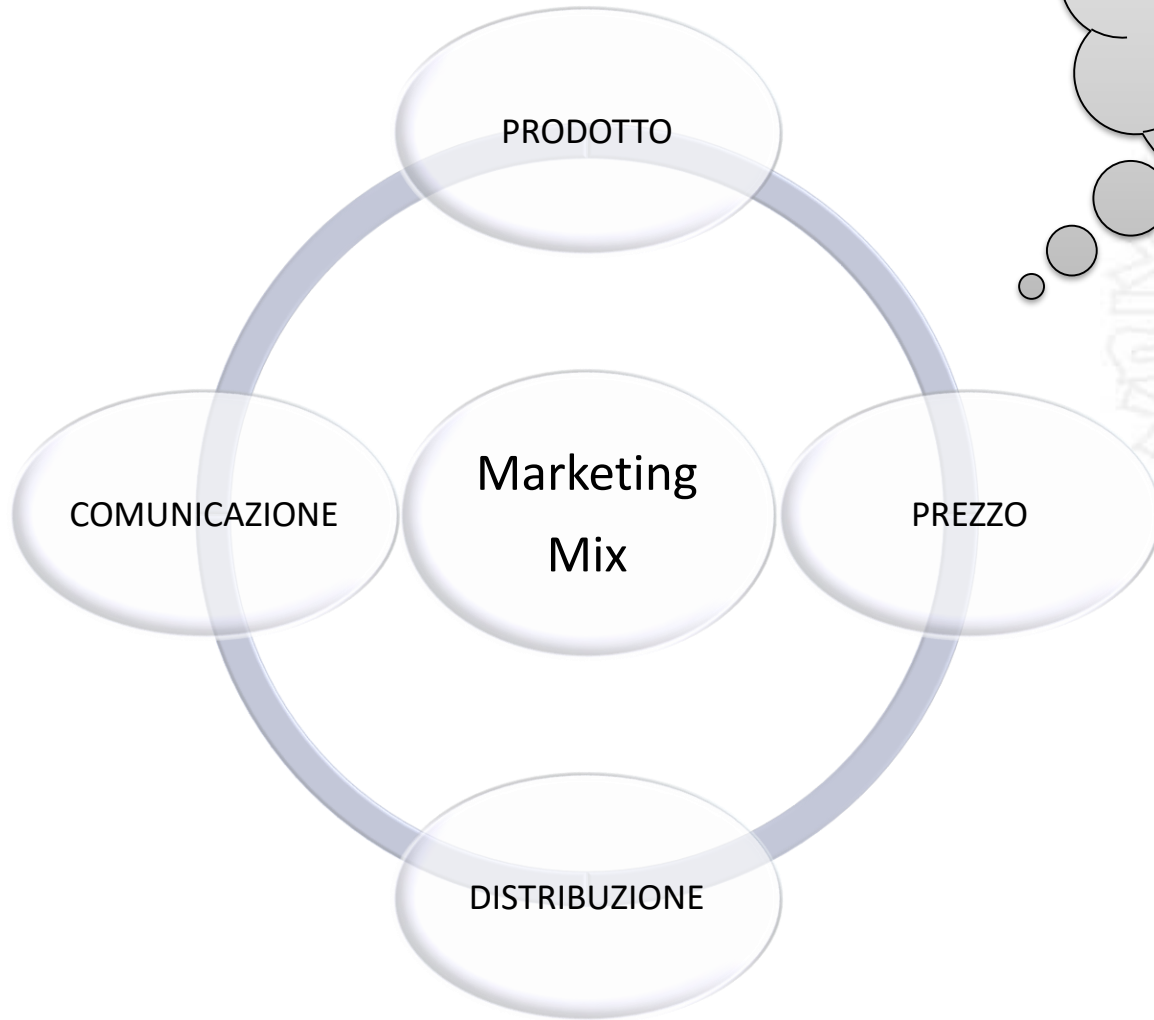 PRODOTTO
COMUNICAZIONE
Marketing
Mix
PREZZO
DISTRIBUZIONE